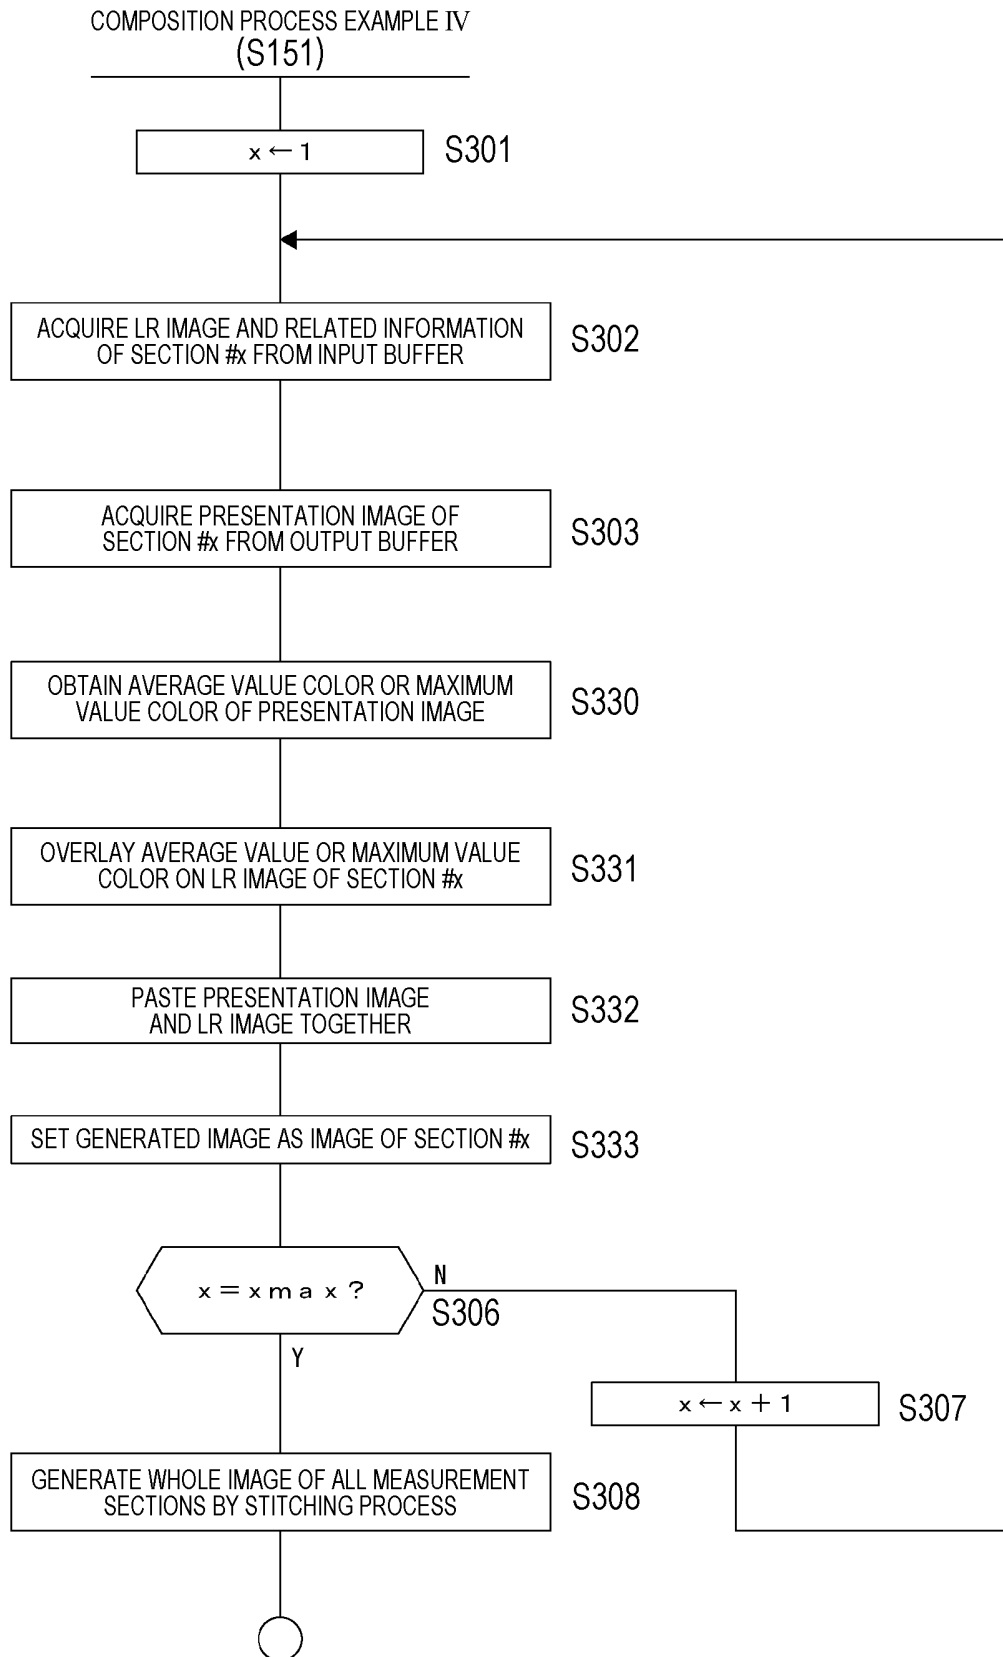 COMPOSITION PROCESS EXAMPLE IV
(S151)
x ← 1
S301
ACQUIRE LR IMAGE AND RELATED INFORMATION
OF SECTION #x FROM INPUT BUFFER
S302
ACQUIRE PRESENTATION IMAGE OF
SECTION #x FROM OUTPUT BUFFER
S303
OBTAIN AVERAGE VALUE COLOR OR MAXIMUM
VALUE COLOR OF PRESENTATION IMAGE
S330
OVERLAY AVERAGE VALUE OR MAXIMUM VALUE
COLOR ON LR IMAGE OF SECTION #x
S331
PASTE PRESENTATION IMAGE
AND LR IMAGE TOGETHER
S332
SET GENERATED IMAGE AS IMAGE OF SECTION #x
S333
x = x m a x ?
N
S306
Y
x ← x + 1
S307
GENERATE WHOLE IMAGE OF ALL MEASUREMENT
SECTIONS BY STITCHING PROCESS
S308